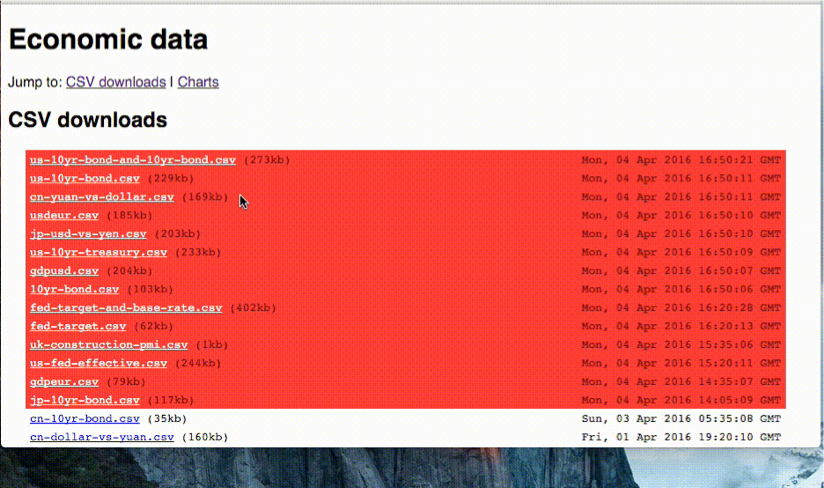 Economic data
Jump to: CSV downloads | Charts
CSV downloads
us-10yr-bond-and-10yr-bond.csv (273kb) Mon, 04 Apr 2016 16:50:21 GMT
us-10yr-bond.csv (229kb) Mon, 04 Apr 2016 16:50:11 GMT
cn-yuan-vs-dollar.csv (169kb) Mon, 04 Apr 2016 16:50:11 GMT
usdeur.csv (185kb) Mon, 04 Apr 2016 16:50:10 GMT
jp-usd-vs-yen.csv (203kb) Mon, 04 Apr 2016 16:50:10 GMT
us-10yr-treasury.csv (233kb) Mon, 04 Apr 2016 16:50:09 GMT
gdpusd.csv (204kb) Mon, 04 Apr 2016 16:50:07 GMT
10yr-bond.csv (103kb) Mon, 04 Apr 2016 16:50:06 GMT
fed-target-and-base-rate.csv (402kb) Mon, 04 Apr 2016 16:20:28 GMT
fed-target.csv (62kb) Mon, 04 Apr 2016 16:20:13 GMT
uk-construction-pmi.csv (1kb) Mon, 04 Apr 2016 15:35:06 GMT
us-fed-effective.csv (244kb) Mon, 04 Apr 2016 15:20:11 GMT
gdpeur.csv (79kb) Mon, 04 Apr 2016 14:35:07 GMT
jp-10yr-bond.csv (117kb) Mon, 04 Apr 2016 14:05:09 GMT
cn-10yr-bond.csv (35kb) Sun, 03 Apr 2016 05:35:08 GMT
cn-dollar-vs-yuan.csv (160kb) Fri, 01 Apr 2016 19:20:10 GMT